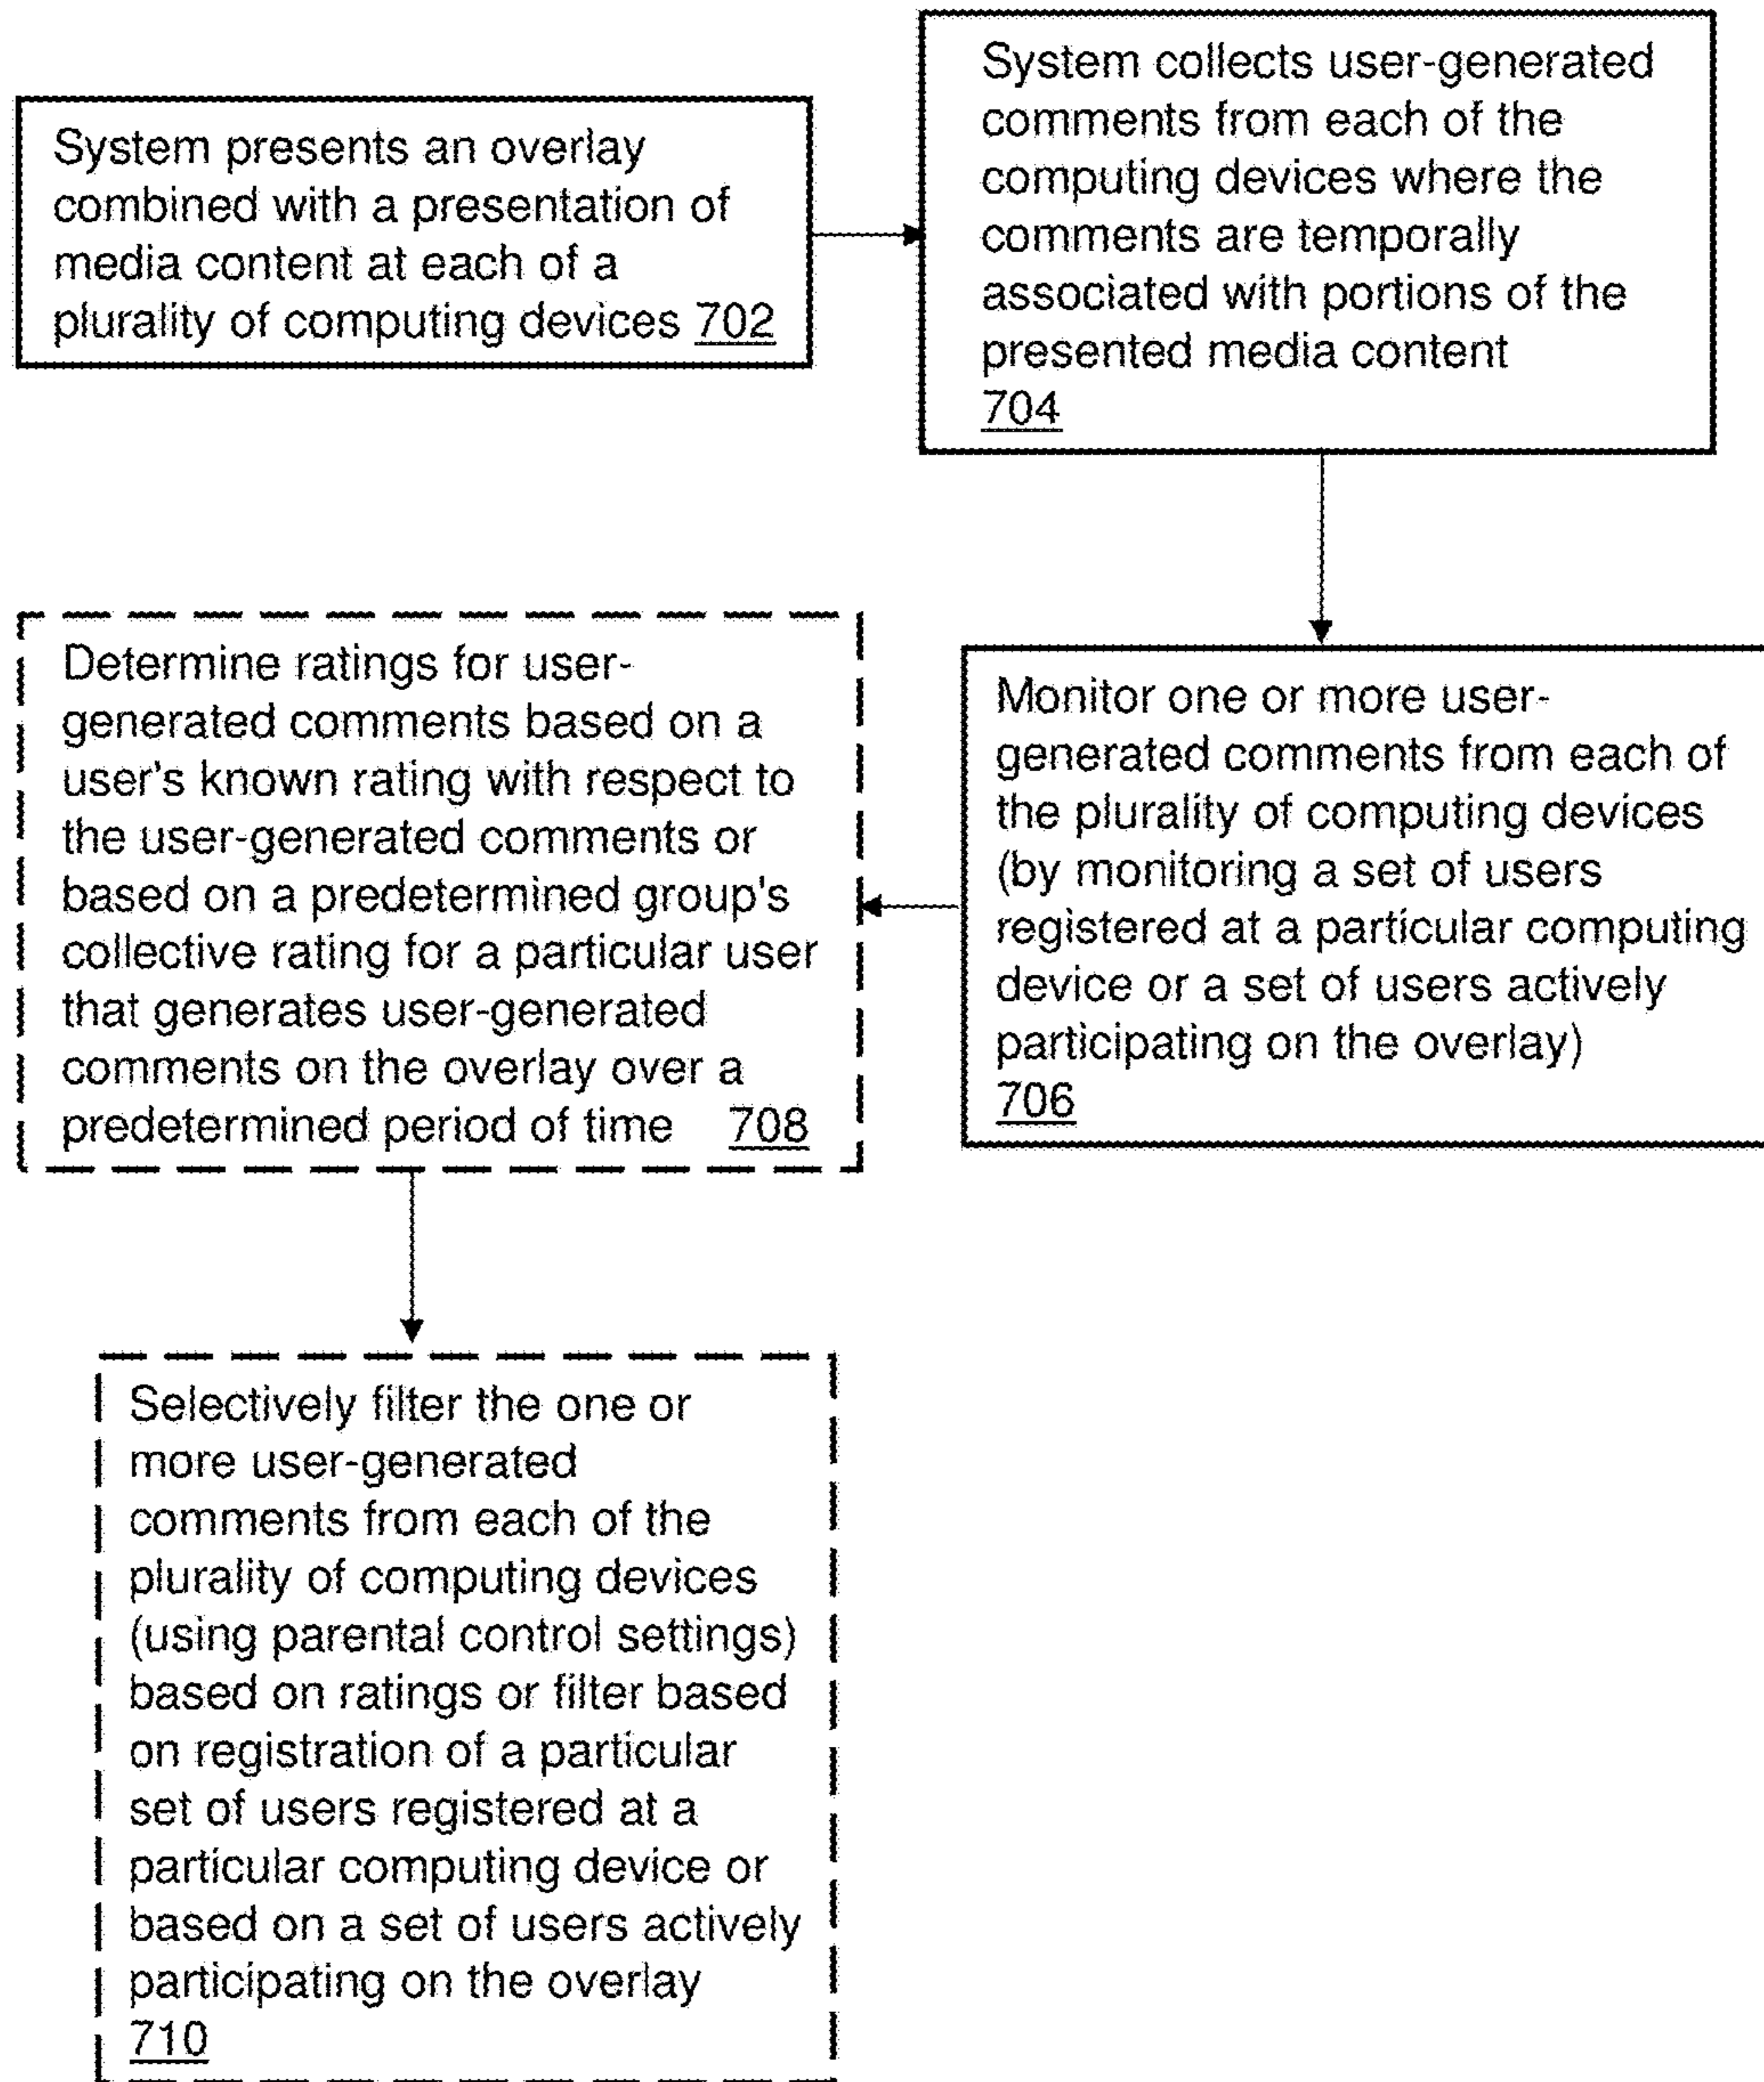 System presents an overlay
combined with a presentation of
media content at each of a
plurality of computing devices 702
System collects user-generated
comments from each of the
computing devices where the
comments are temporally
associated with portions of the
presented media content
704
Monitor one or more user-
generated comments from each of
the plurality of computing devices
(by monitoring a set of users
registered at a particular computing
device or a set of users actively
participating on the overlay)
706
Determine ratings for user-
generated comments based on a
user's known rating with respect to
the user-generated comments or
based on a predetermined group's
collective rating for a particular user
that generates user-generated
comments on the overlay over a
predetermined period of time 708
Selectively filter the one or
more user-generated
comments from each of the
plurality of computing devices
(using parental control settings)
based on ratings or filter based
on registration of a particular
set of users registered at a
particular computing device or
based on a set of users actively
participating on the overlay
710